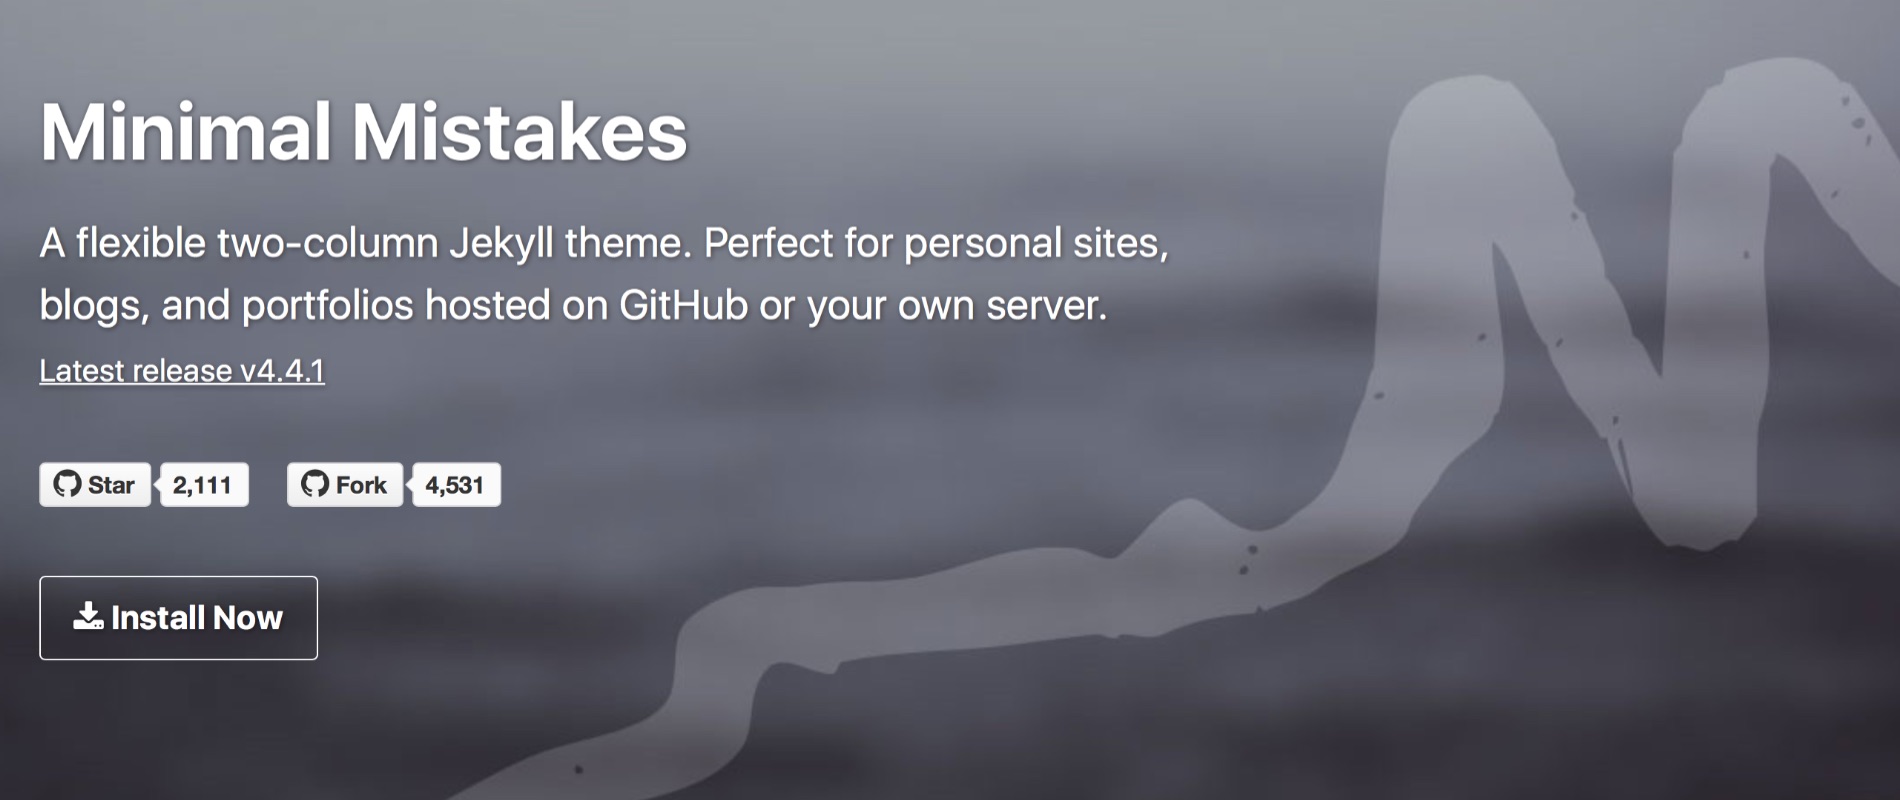 Minimal Mistakes
A flexible two-column Jekyll theme. Perfect for personal sites,
blogs, and portfolios hosted on GitHub or your own server.
Latest release v4.4.1
Star 2,111 Fork 4,531
Install Now